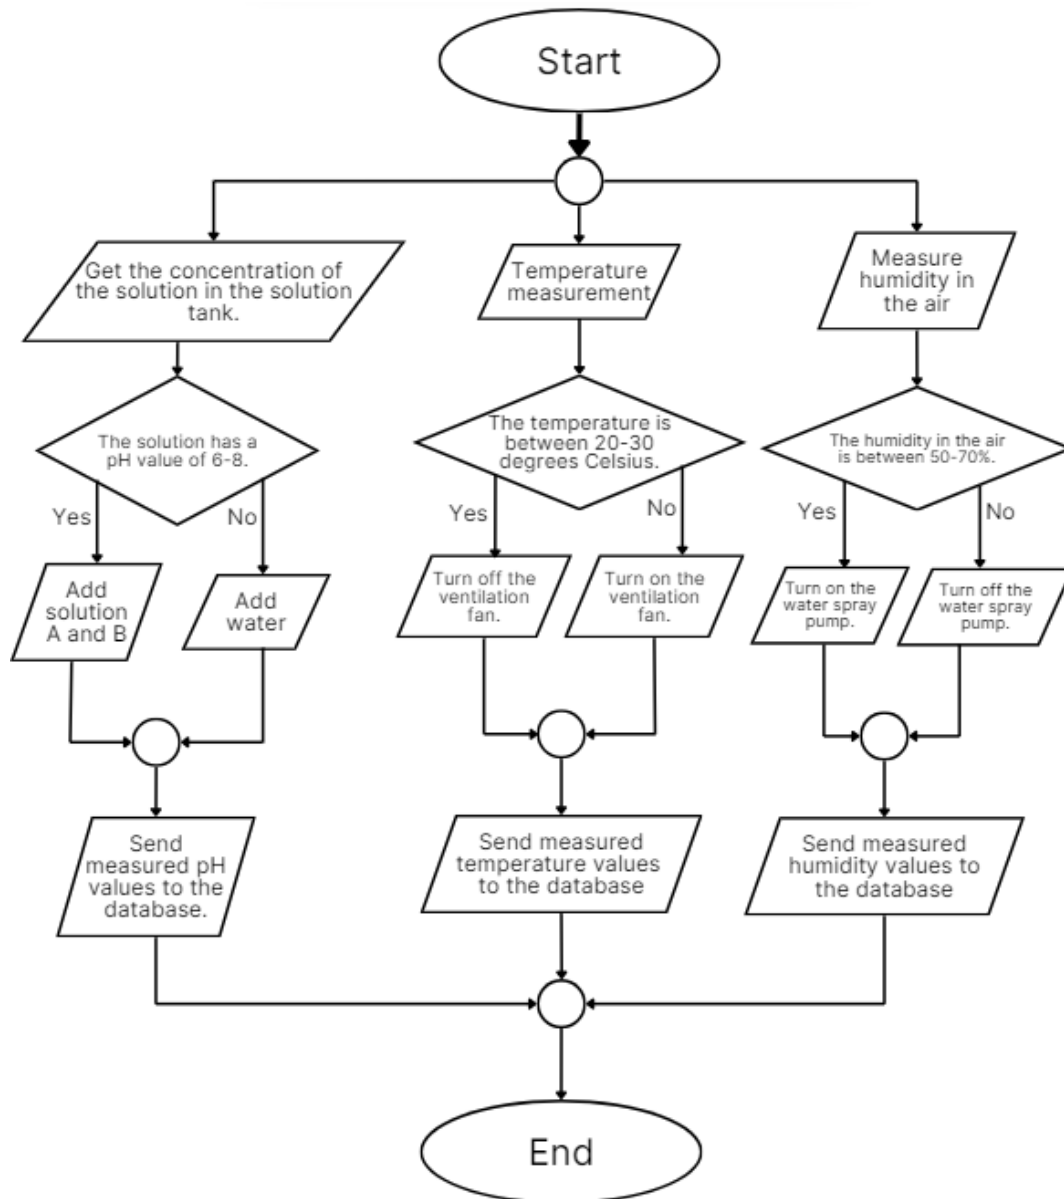 Start
Get the concentration of
the solution in the solution
tank.
Temperature
measurement
Measure
humidity in
the air
The solution has a
pH value of 6-8.
The temperature is
between 20-30
degrees Celsius.
The humidity in the air
is between 50-70%.
Yes
No
Yes
No
Yes
No
Add
solution
A and B
Add
water
Turn off the
ventilation
fan.
Turn on the
ventilation
fan.
Turn on the
water spray
pump.
Turn off the
water spray
pump.
Send
measured pH
values to the
database.
Send measured
temperature values
to the database
Send measured
humidity values to
the database
End